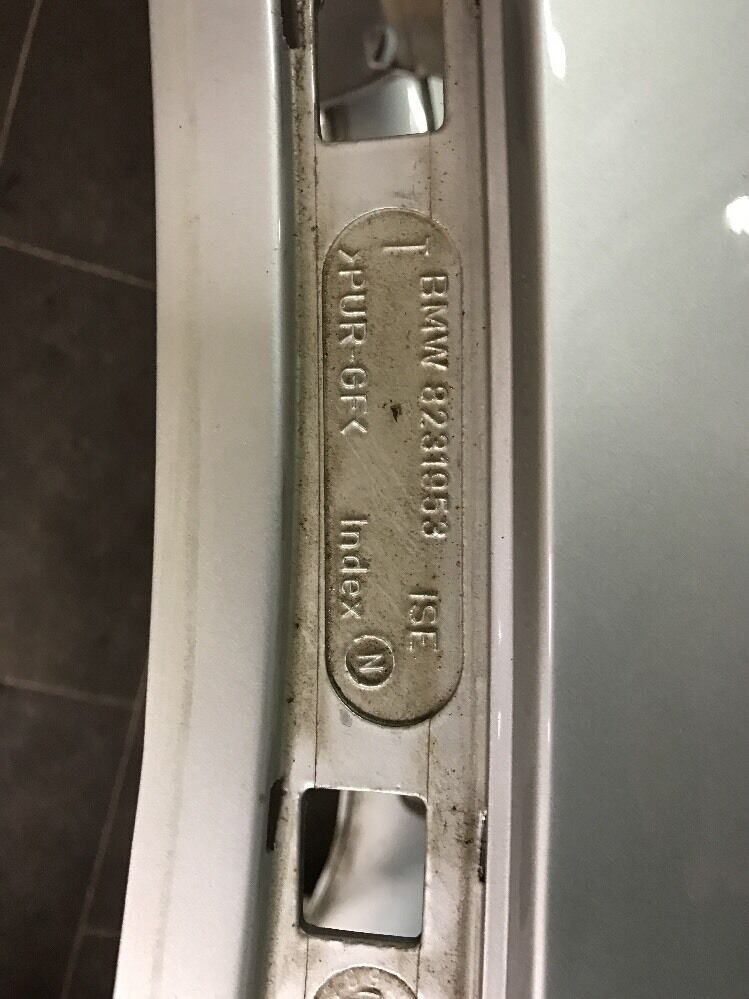 T BMW 8231953 ISE
>PUR-GF< Index N